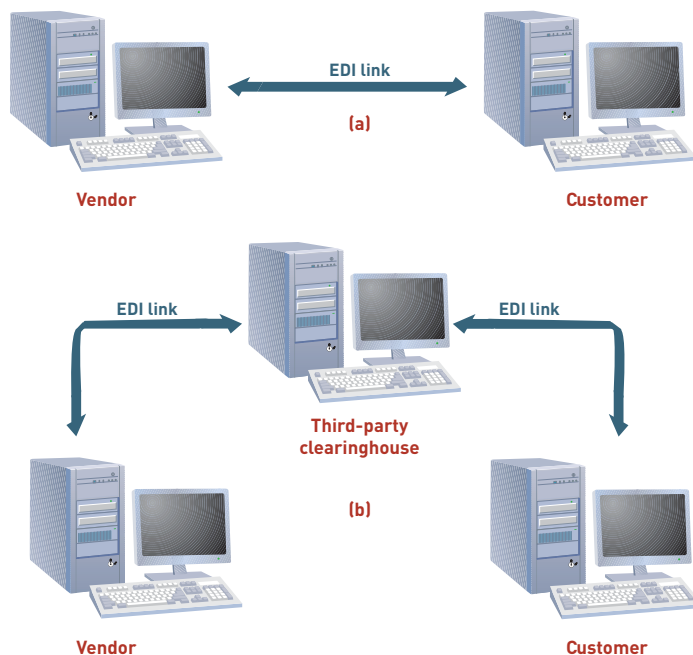 EDI link
(a)
Vendor
Customer
EDI link
EDI link
Third-party
clearinghouse
(b)
Vendor
Customer